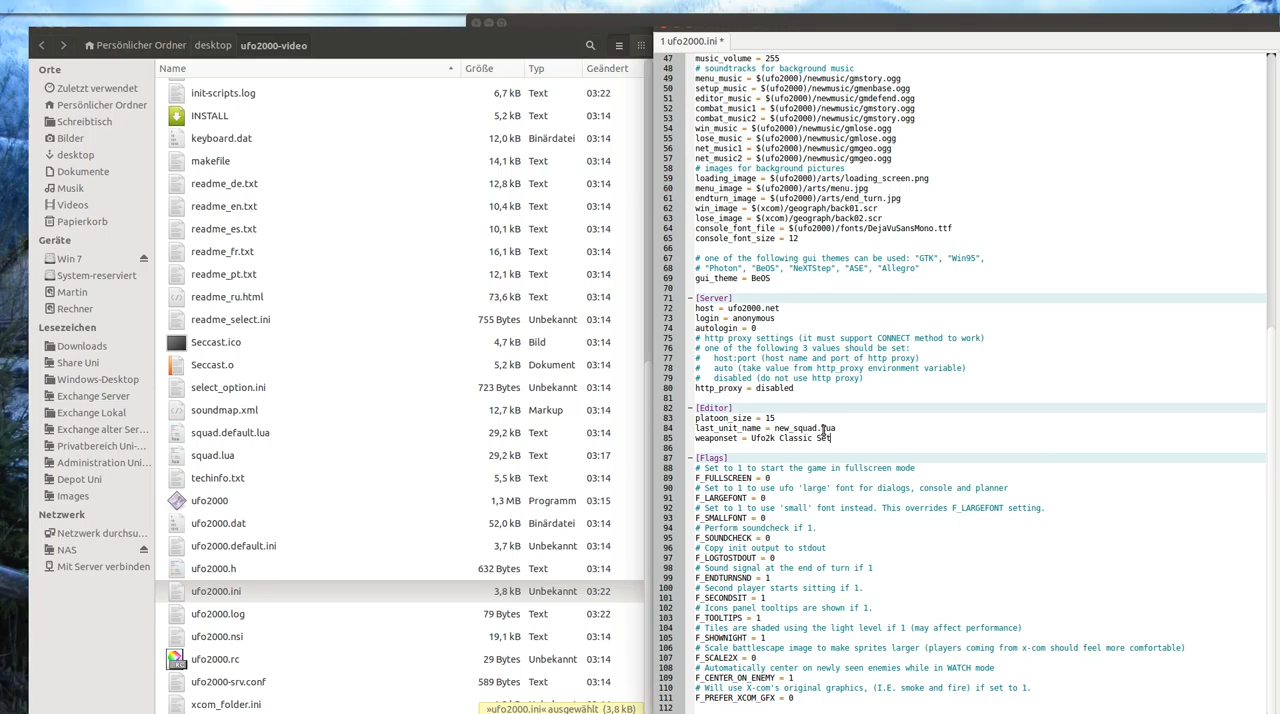 Persönlicher Ordner desktop ufo2000-video
Orte
Zuletzt verwendet
Persönlicher Ordner
Schreibtisch
Bilder
desktop
Dokumente
Musik
Videos
Papierkorb
Geräte
Win 7
System-reserviert
Martin
Rechner
Lesezeichen
Downloads
Share Uni
Windows-Desktop
Exchange Server
Exchange Lokal
Exchange alter Ser...
Privatbereich Uni-...
Administration Uni...
Depot Uni
Images
Netzwerk
Netzwerk durchsu...
NAS
Mit Server verbinden
Name Größe Typ Geändert
init-scripts.log 6,7 kB Text 03:22
INSTALL 5,2 kB Text 03:14
keyboard.dat 12,0 kB Binärdatei 03:14
makefile 14,1 kB Text 03:14
readme_de.txt 12,8 kB Text 03:14
readme_en.txt 10,4 kB Text 03:14
readme_es.txt 12,3 kB Text 03:14
readme_fr.txt 16,1 kB Text 03:14
readme_pt.txt 12,1 kB Text 03:14
readme_ru.html 73,6 kB Text 03:14
readme_select.ini 755 Bytes Unbekannt 03:14
Seccast.ico 4,7 kB Bild 03:14
Seccast.o 5,2 kB Dokument 03:14
select_option.ini 723 Bytes Unbekannt 03:14
soundmap.xml 12,7 kB Markup 03:14
squad.default.lua 29,2 kB Text 03:14
squad.lua 29,2 kB Text 03:17
techinfo.txt 5,5 kB Text 03:14
ufo2000 1,3 MB Programm 03:15
ufo2000.dat 52,0 kB Binärdatei 03:14
ufo2000.default.ini 3,7 kB Unbekannt 03:14
ufo2000.h 632 Bytes Text 03:14
ufo2000.ini 3,8 kB Unbekannt 03:22
ufo2000.log 79 Bytes Text 03:22
ufo2000.nsi 19,1 kB Text 03:14
ufo2000.rc 29 Bytes Unbekannt 03:14
ufo2000-srv.conf 589 Bytes Text 03:14
»ufo2000.ini« ausgewählt (3,8 kB)
1 ufo2000.ini *
47 music_volume = 255
48 # soundtracks for background music
49 menu_music = $(ufo2000)/newmusic/gmstory.ogg
50 setup_music = $(ufo2000)/newmusic/gmenbase.ogg
51 editor_music = $(ufo2000)/newmusic/gmdefend.ogg
52 combat_music1 = $(ufo2000)/newmusic/gmstory.ogg
53 combat_music2 = $(ufo2000)/newmusic/gmstory.ogg
54 win_music = $(ufo2000)/newmusic/gmlose.ogg
55 lose_music = $(ufo2000)/newmusic/gmlose.ogg
56 net_music1 = $(ufo2000)/newmusic/gmgeo.ogg
57 net_music2 = $(ufo2000)/newmusic/gmgeo.ogg
58 # images for background pictures
59 loading_image = $(ufo2000)/arts/loading_screen.png
60 menu_image = $(ufo2000)/arts/menu.jpg
61 endturn_image = $(ufo2000)/arts/end_turn.jpg
62 win_image = $(xcom)/geograph/back01.scr
63 lose_image = $(xcom)/geograph/back02.scr
64 console_font_file = $(ufo2000)/fonts/DejaVuSansMono.ttf
65 console_font_size = 12
66
67 # one of the following gui themes can be used: "GTK", "Win95",
68 # "Photon", "BeOS", "NeXTStep", "ASE", "Allegro"
69 gui_theme = BeOS
70
71 [Server]
72 host = ufo2000.net
73 login = anonymous
74 autologin = 0
75 # http proxy settings (it must support CONNECT method to work)
76 # one of the following 3 values should be set:
77 # host:port (host name and port of http proxy)
78 # auto (take value from http_proxy environment variable)
79 # disabled (do not use http proxy)
80 http_proxy = disabled
81
82 [Editor]
83 platoon_size = 15
84 last_unit_name = new_squad.lua
85 weaponset = Ufo2k Classic Set
86
87 [Flags]
88 # Set to 1 to start the game in fullscreen mode
89 F_FULLSCREEN = 0
90 # Set to 1 to use ufo 'large' font for dialogs, console and planner
91 F_LARGEFONT = 0
92 # Set to 1 to use 'small' font instead. This overrides F_LARGEFONT setting.
93 F_SMALLFONT = 0
94 # Perform soundcheck if 1.
95 F_SOUNDCHECK = 0
96 # Copy init output to stdout
97 F_LOGTOSTDOUT = 0
98 # Sound signal at the end of turn if 1
99 F_ENDTURNSND = 1
100 # Second player starts sitting if 1.
101 F_SECONDSIT = 1
102 # Icons panel tooltips are shown if 1.
103 F_TOOLTIPS = 1
104 # Tiles are shaded using the light level if 1 (may affect performance)
105 F_SHOWNIGHT = 1
106 # Scale battlescape image to make sprites larger (players coming from x-com should feel more comfortable)
107 F_SCALE2X = 0
108 # Automatically center on newly seen enemies while in WATCH mode
109 F_CENTER_ON_ENEMY = 1
110 # Will use X-com's original graphics, (I.E. smoke and fire) if set to 1.
111 F_PREFER_XCOM_GFX = 0
112